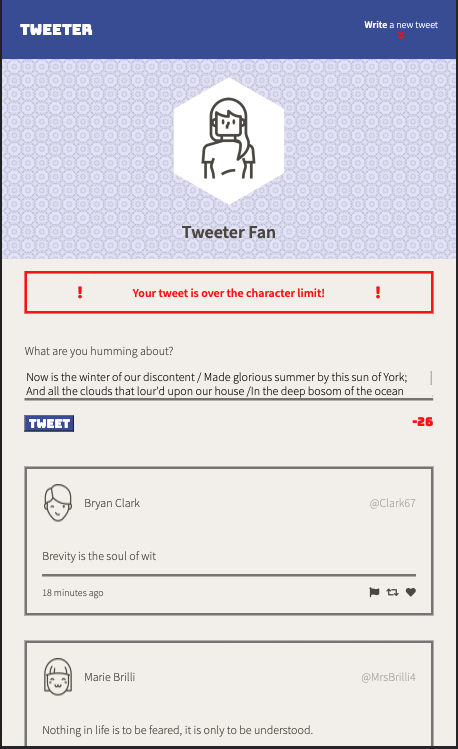 TWEETER
Write a new tweet
Tweeter Fan
! Your tweet is over the character limit! !
What are you humming about?
Now is the winter of our discontent / Made glorious summer by this sun of York;
And all the clouds that lour'd upon our house /In the deep bosom of the ocean
TWEET -26
Bryan Clark @Clark67
Brevity is the soul of wit
18 minutes ago
Marie Brilli @MrsBrilli4
Nothing in life is to be feared, it is only to be understood.